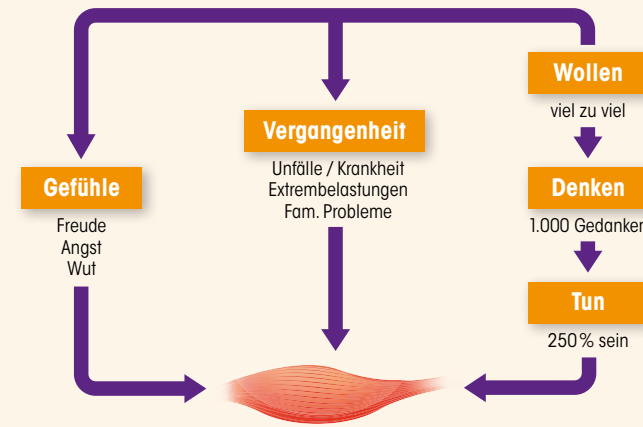 Wollen
viel zu viel
Vergangenheit
Unfälle / Krankheit
Extrembelastungen
Fam. Probleme
Gefühle
Freude
Angst
Wut
Denken
1.000 Gedanken
Tun
250 % sein